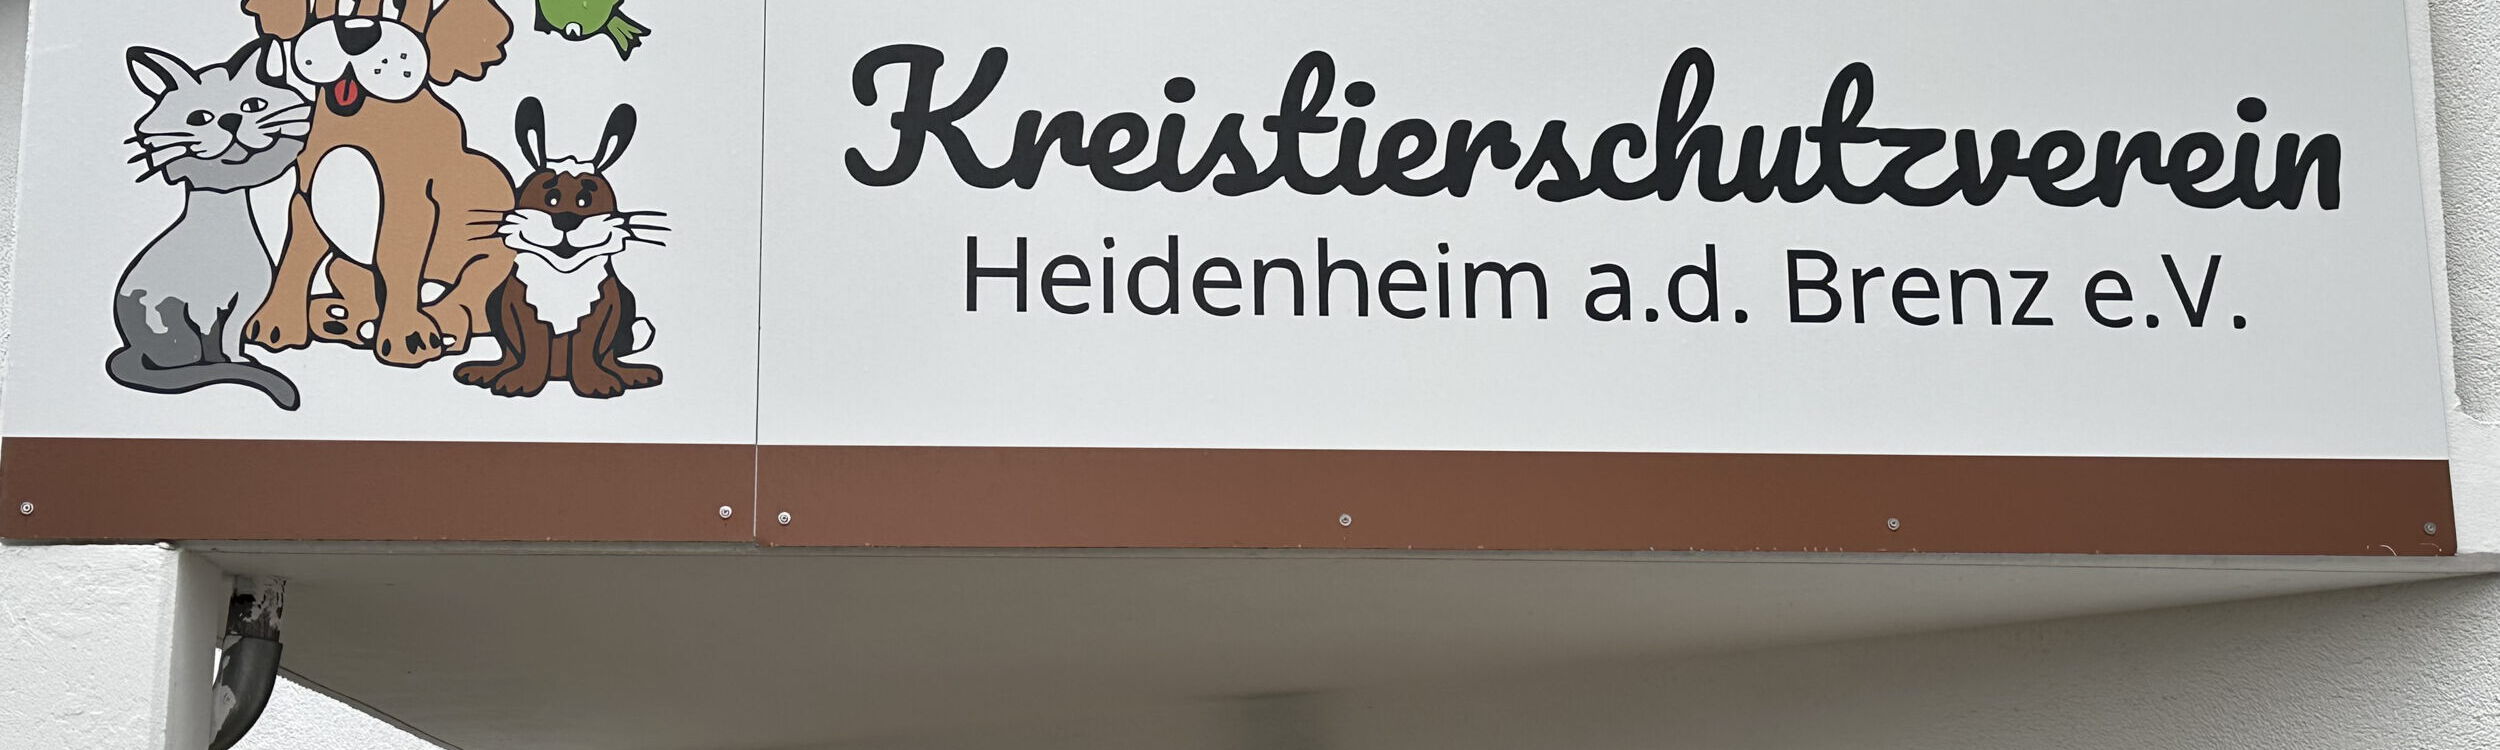 Kreistierschutzverein
Heidenheim a.d. Brenz e.V.